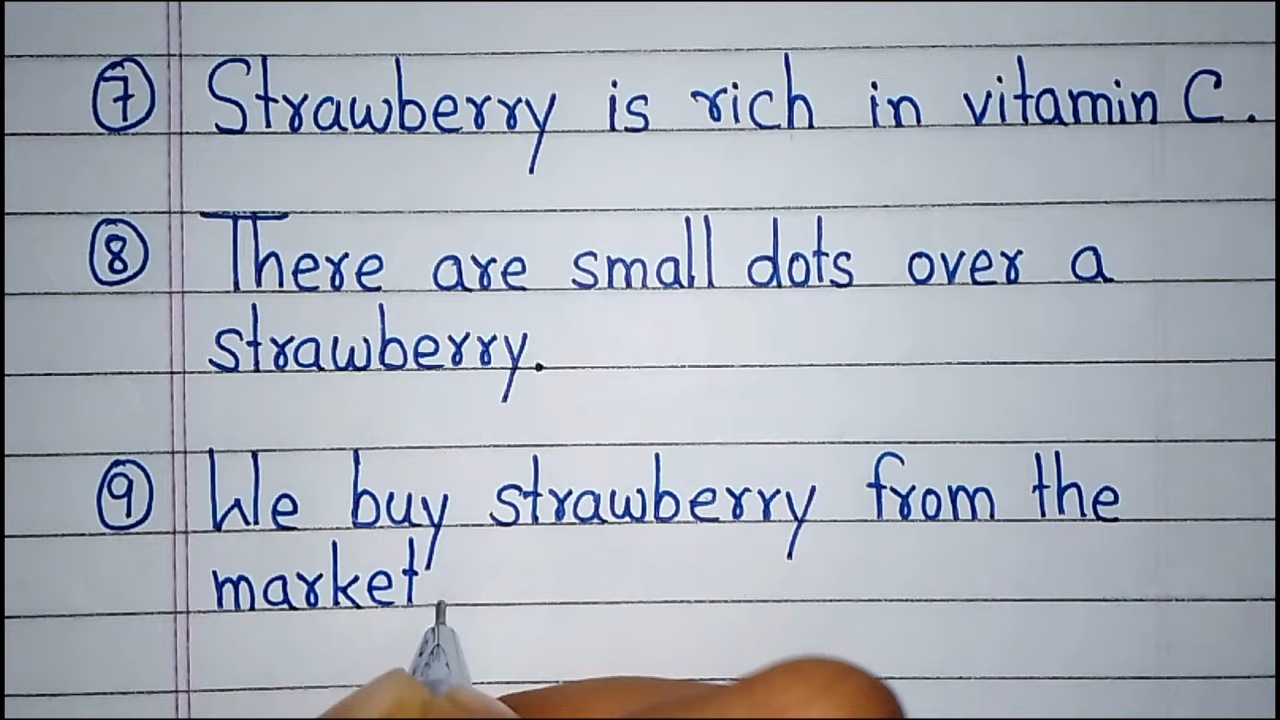 7 Strawberry is rich in vitamin C.
8 There are small dots over a
strawberry.
9 We buy strawberry from the
market